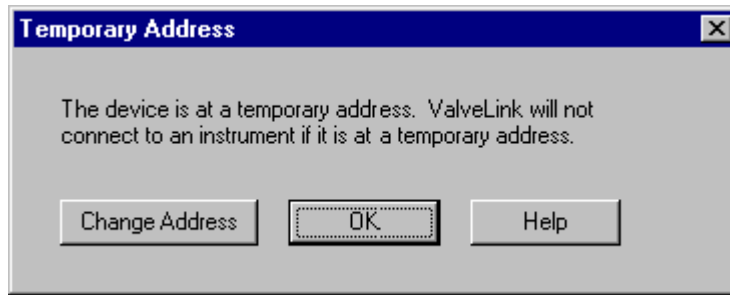 Temporary Address
The device is at a temporary address. ValveLink will not
connect to an instrument if it is at a temporary address.
Change Address
OK
Help